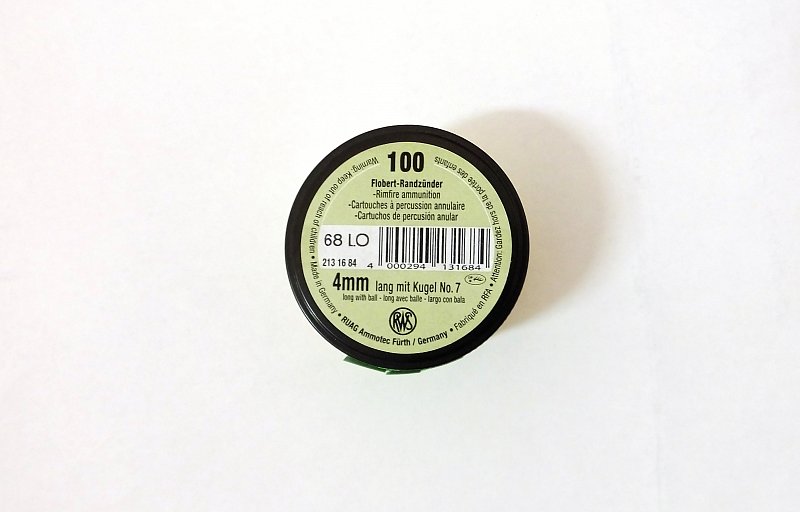 100
Flobert-Randzünder
-Rimfire ammunition
-Cartouches à percussion annulaire
-Cartuchos de percusión anular
68 LO
213 16 84
4 000294 131684
4mm lang mit Kugel No. 7
long with ball - long avec balle - largo con bala
RWS
Warning: Keep out of reach of children • Made in Germany • RUAG Ammotec Fürth / Germany • Fabriqué en RFA • Attention: Gardez hors de la portée des enfants